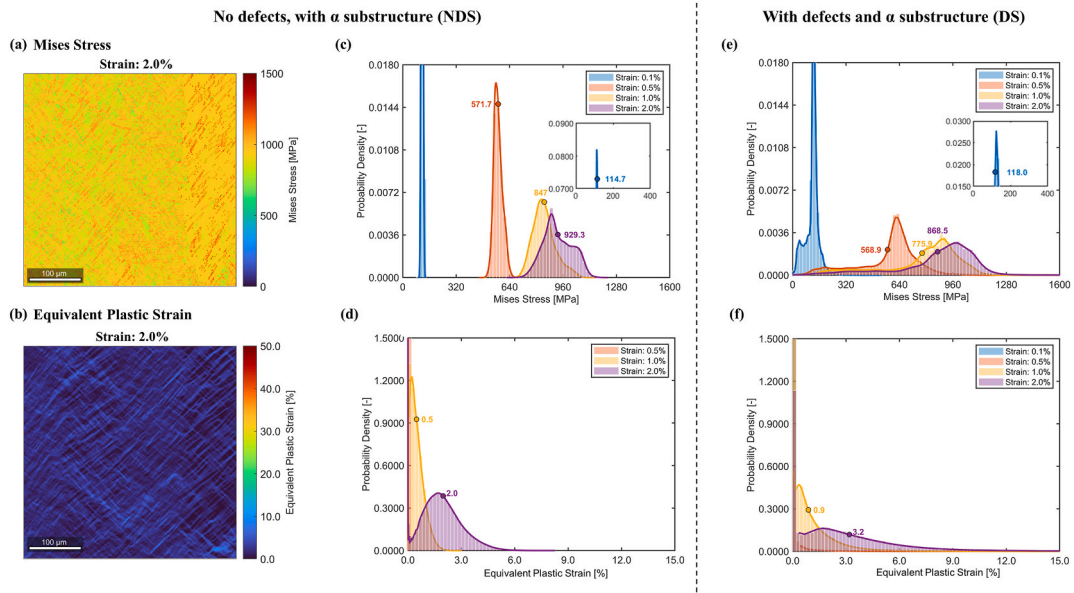 No defects, with α substructure (NDS)
With defects and α substructure (DS)
(a) Mises Stress
Strain: 2.0%
1500
1000
500
0
Mises Stress [MPa]
100 μm
(c)
0.0180
0.0144
0.0108
0.0072
0.0036
0.0000
Probability Density [-]
0
320
640
960
1280
1600
Mises Stress [MPa]
571.7
847
929.3
Strain: 0.1%
Strain: 0.5%
Strain: 1.0%
Strain: 2.0%
0.0900
0.0800
0.0700
0
200
400
114.7
(e)
0.0180
0.0144
0.0108
0.0072
0.0036
0.0000
Probability Density [-]
0
320
640
960
1280
1600
Mises Stress [MPa]
568.9
775.9
868.5
Strain: 0.1%
Strain: 0.5%
Strain: 1.0%
Strain: 2.0%
0.0300
0.0250
0.0200
0.0150
0
200
400
118.0
(b) Equivalent Plastic Strain
Strain: 2.0%
50.0
40.0
30.0
20.0
10.0
0.0
Equivalent Plastic Strain [%]
100 μm
(d)
1.5000
1.2000
0.9000
0.6000
0.3000
0.0000
Probability Density [-]
0.0
3.0
6.0
9.0
12.0
15.0
Equivalent Plastic Strain [%]
0.5
2.0
Strain: 0.5%
Strain: 1.0%
Strain: 2.0%
(f)
1.5000
1.2000
0.9000
0.6000
0.3000
0.0000
Probability Density [-]
0.0
3.0
6.0
9.0
12.0
15.0
Equivalent Plastic Strain [%]
0.9
3.2
Strain: 0.1%
Strain: 0.5%
Strain: 1.0%
Strain: 2.0%